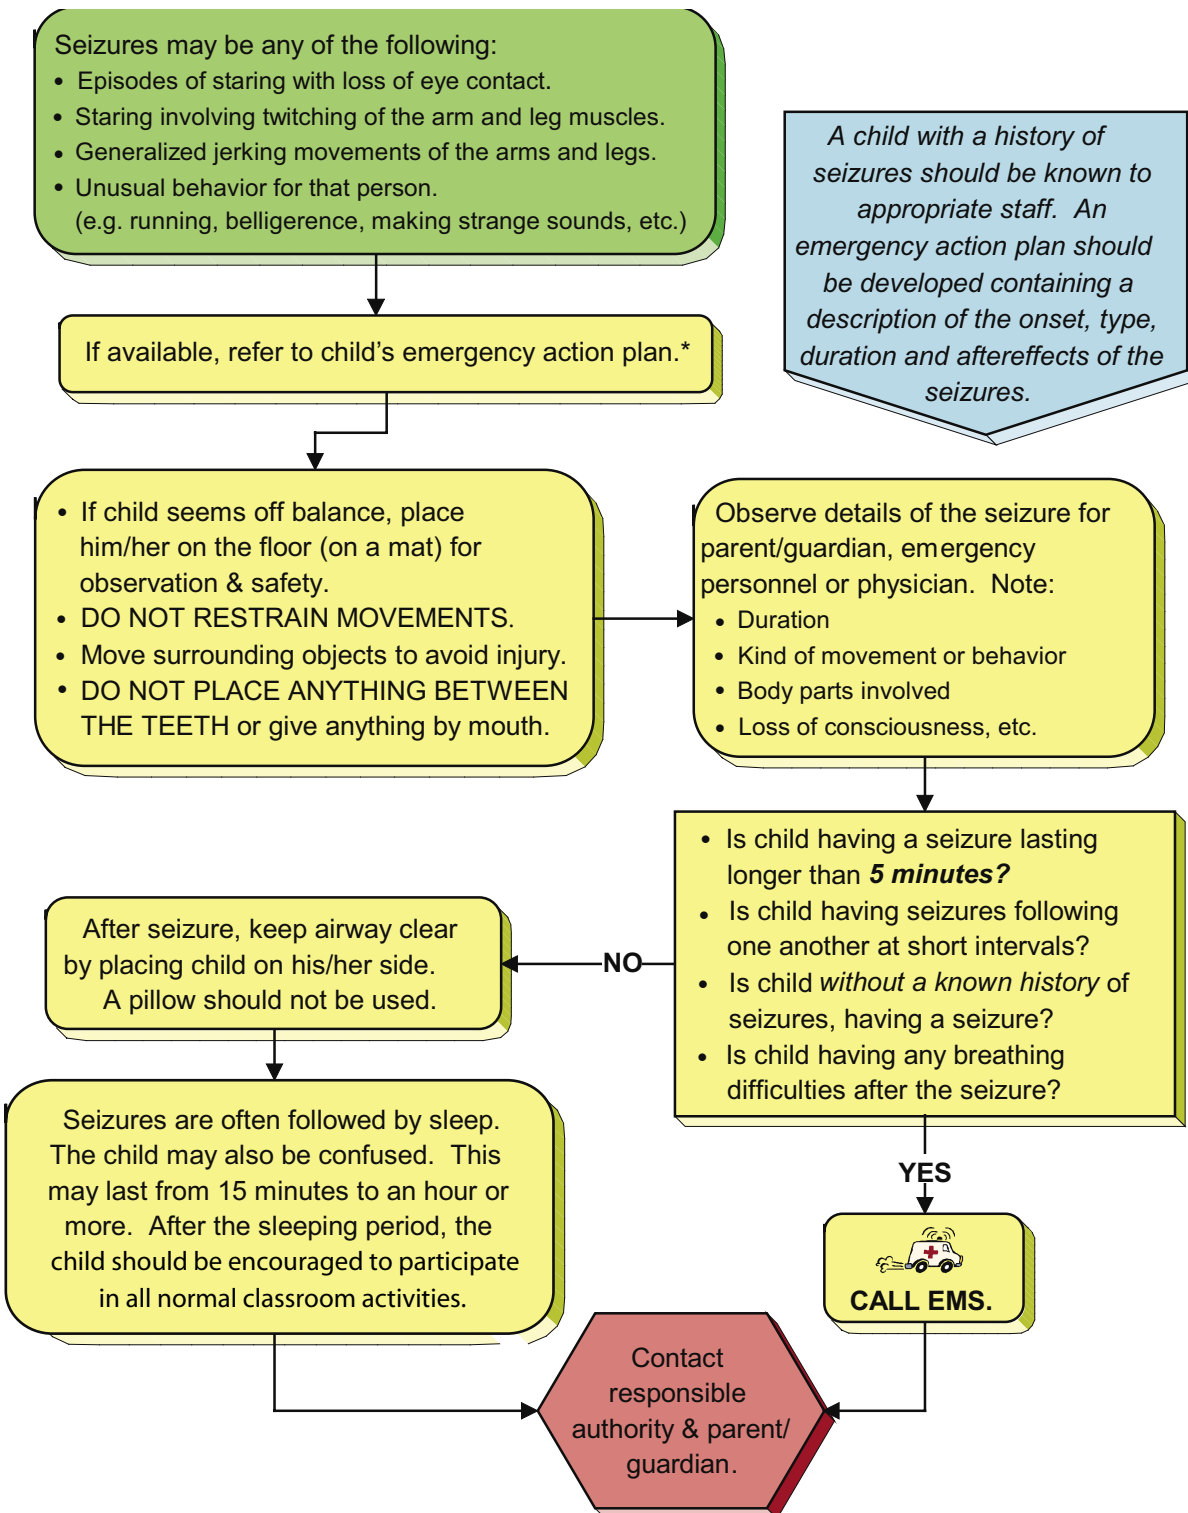 Seizures may be any of the following:
• Episodes of staring with loss of eye contact.
• Staring involving twitching of the arm and leg muscles.
• Generalized jerking movements of the arms and legs.
• Unusual behavior for that person.
(e.g. running, belligerence, making strange sounds, etc.)
A child with a history of
seizures should be known to
appropriate staff. An
emergency action plan should
be developed containing a
description of the onset, type,
duration and aftereffects of the
seizures.
If available, refer to child's emergency action plan.*
• If child seems off balance, place
him/her on the floor (on a mat) for
observation & safety.
• DO NOT RESTRAIN MOVEMENTS.
• Move surrounding objects to avoid injury.
• DO NOT PLACE ANYTHING BETWEEN
THE TEETH or give anything by mouth.
Observe details of the seizure for
parent/guardian, emergency
personnel or physician. Note:
• Duration
• Kind of movement or behavior
• Body parts involved
• Loss of consciousness, etc.
• Is child having a seizure lasting
longer than 5 minutes?
• Is child having seizures following
one another at short intervals?
• Is child without a known history of
seizures, having a seizure?
• Is child having any breathing
difficulties after the seizure?
NO
After seizure, keep airway clear
by placing child on his/her side.
A pillow should not be used.
Seizures are often followed by sleep.
The child may also be confused. This
may last from 15 minutes to an hour or
more. After the sleeping period, the
child should be encouraged to participate
in all normal classroom activities.
YES
CALL EMS.
Contact
responsible
authority & parent/
guardian.